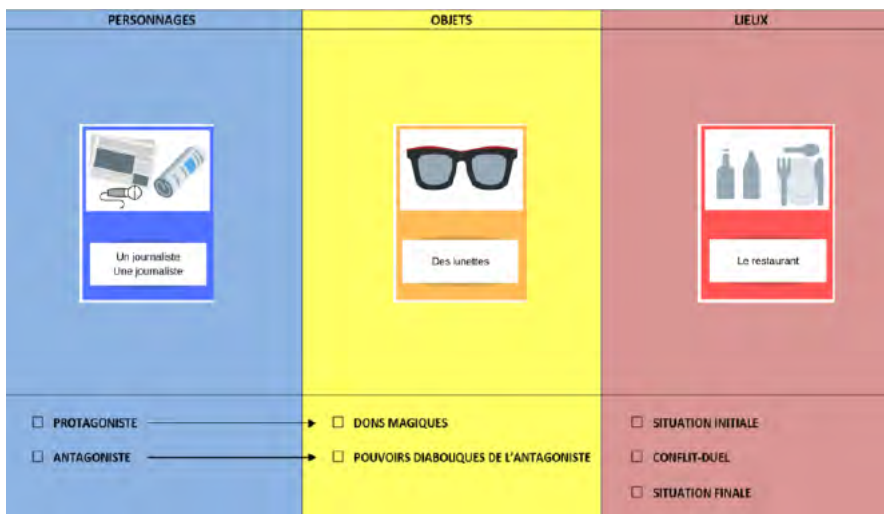 PERSONNAGES
OBJETS
LIEUX
Un journaliste
Une journaliste
Des lunettes
Le restaurant
☐ PROTAGONISTE
☐ DONS MAGIQUES
☐ SITUATION INITIALE
☐ ANTAGONISTE
☐ POUVOIRS DIABOLIQUES DE L'ANTAGONISTE
☐ CONFLIT-DUEL
☐ SITUATION FINALE